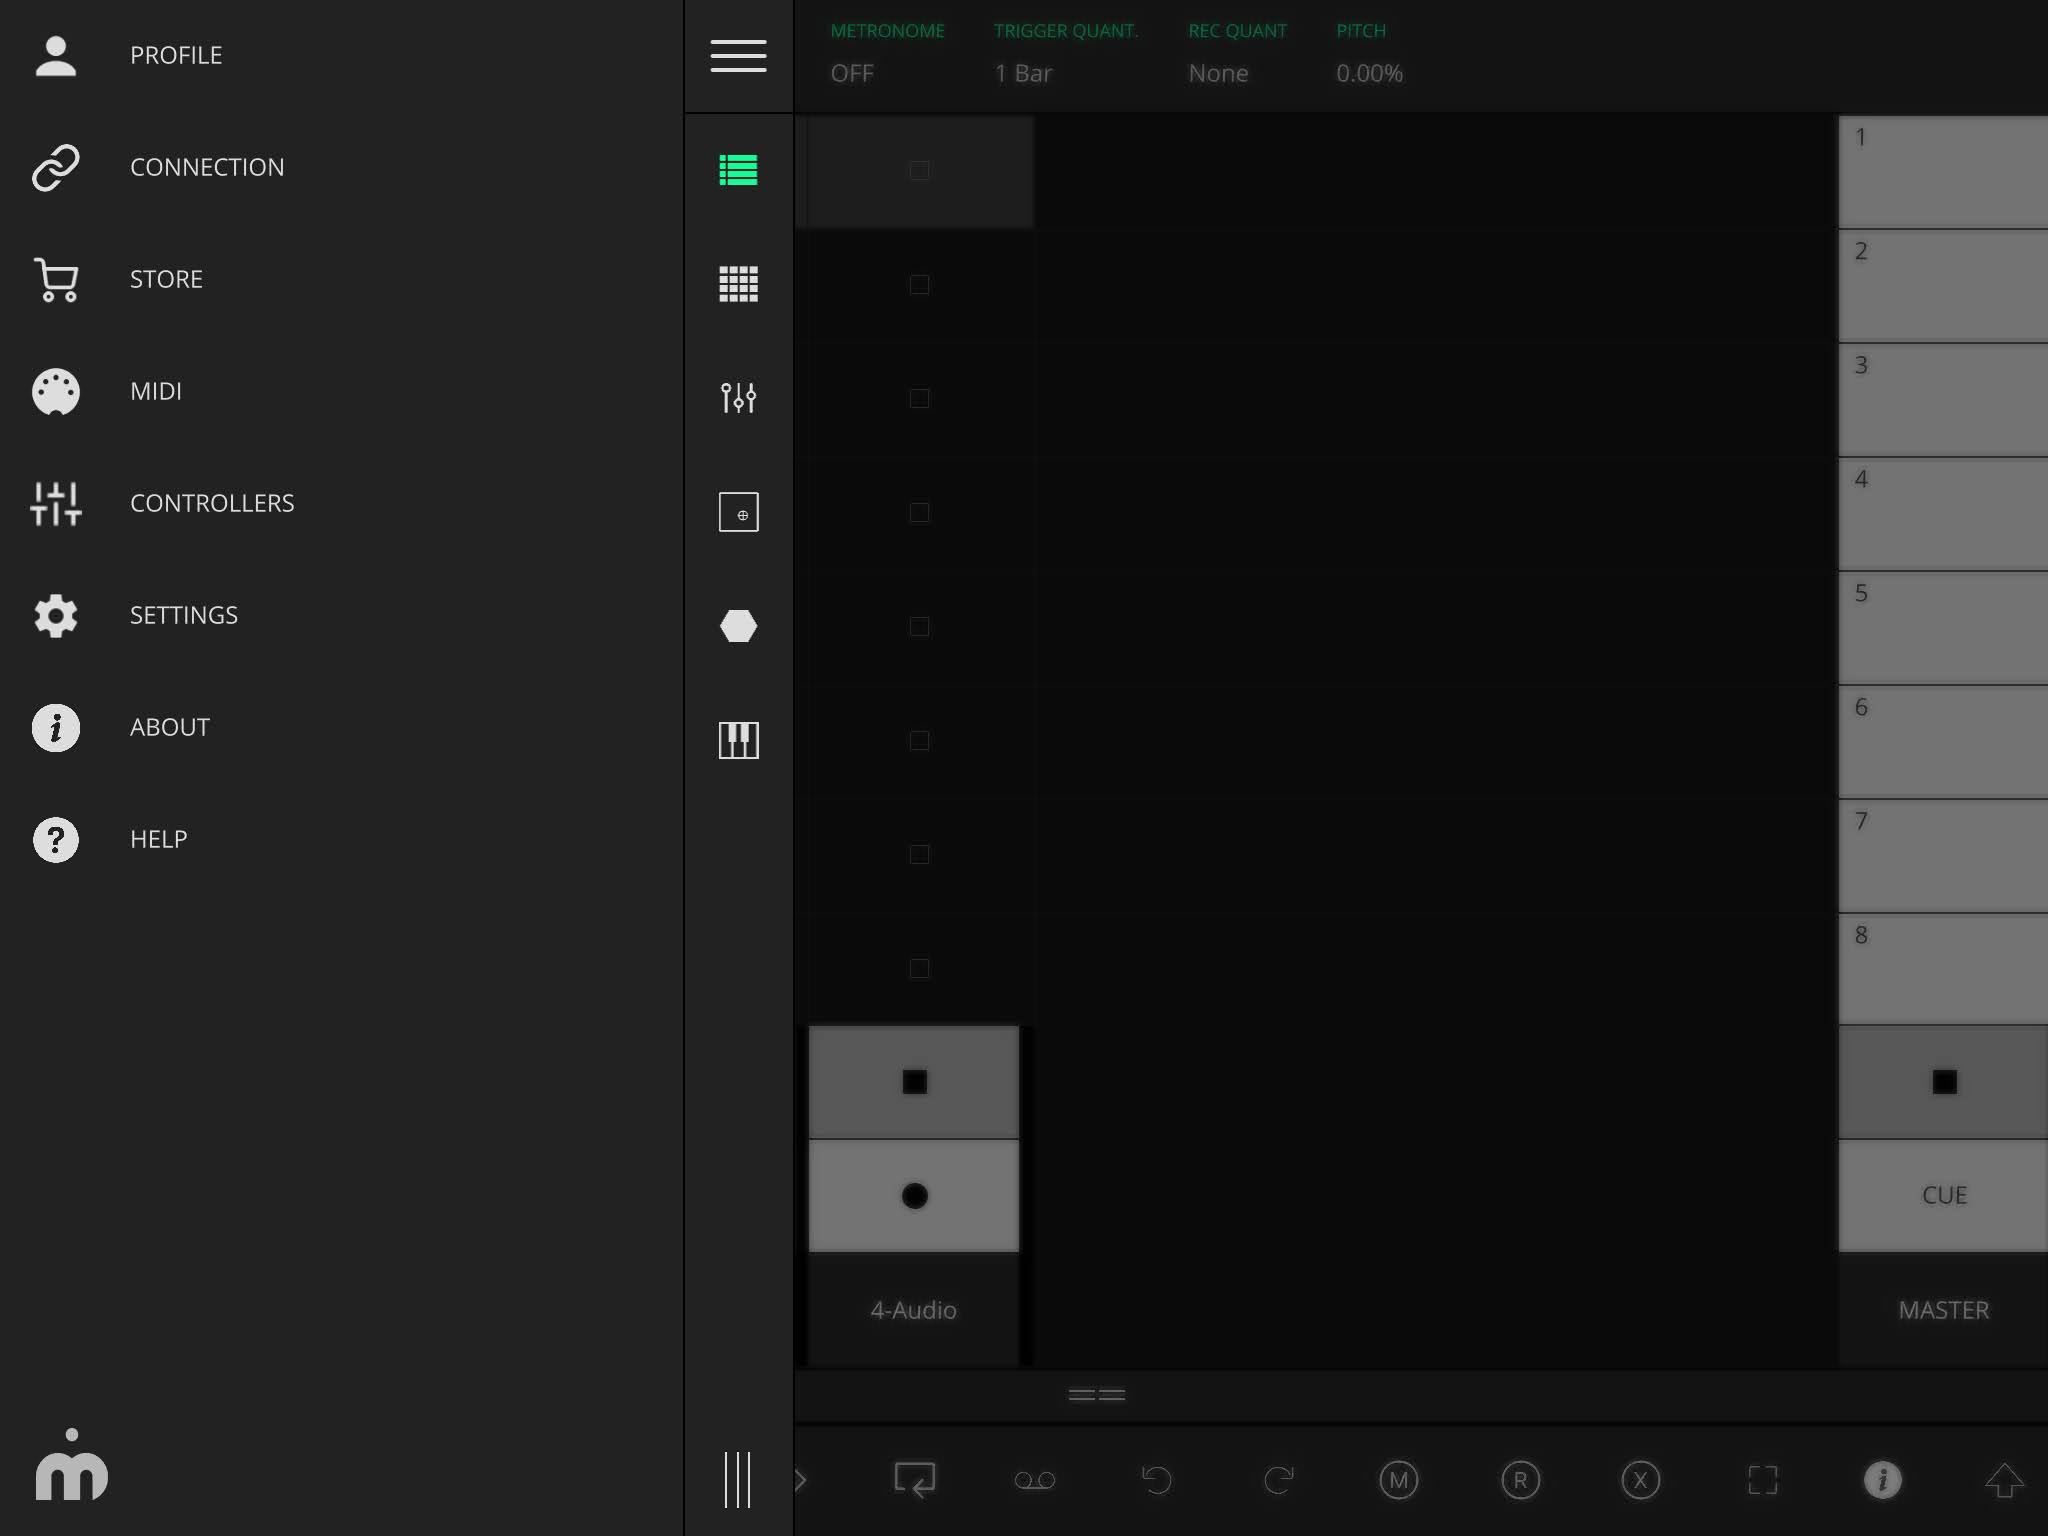 PROFILE
CONNECTION
STORE
MIDI
CONTROLLERS
SETTINGS
ABOUT
HELP
METRONOME TRIGGER QUANT. REC QUANT PITCH
OFF 1 Bar None 0.00%
1
2
3
4
5
6
7
8
CUE
4-Audio MASTER
M R X